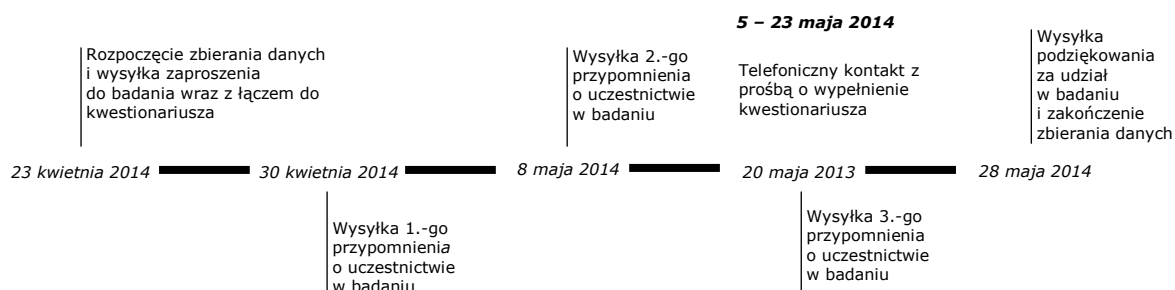 5 – 23 maja 2014
Rozpoczęcie zbierania danych
i wysyłka zaproszenia
do badania wraz z łączem do
kwestionariusza
Wysyłka 2.-go
przypomnienia
o uczestnictwie
w badaniu
Telefoniczny kontakt z
prośbą o wypełnienie
kwestionariusza
Wysyłka
podziękowania
za udział
w badaniu
i zakończenie
zbierania danych
23 kwietnia 2014 30 kwietnia 2014 8 maja 2014 20 maja 2013 28 maja 2014
Wysyłka 1.-go
przypomnienia
o uczestnictwie
w badaniu
Wysyłka 3.-go
przypomnienia
o uczestnictwie
w badaniu